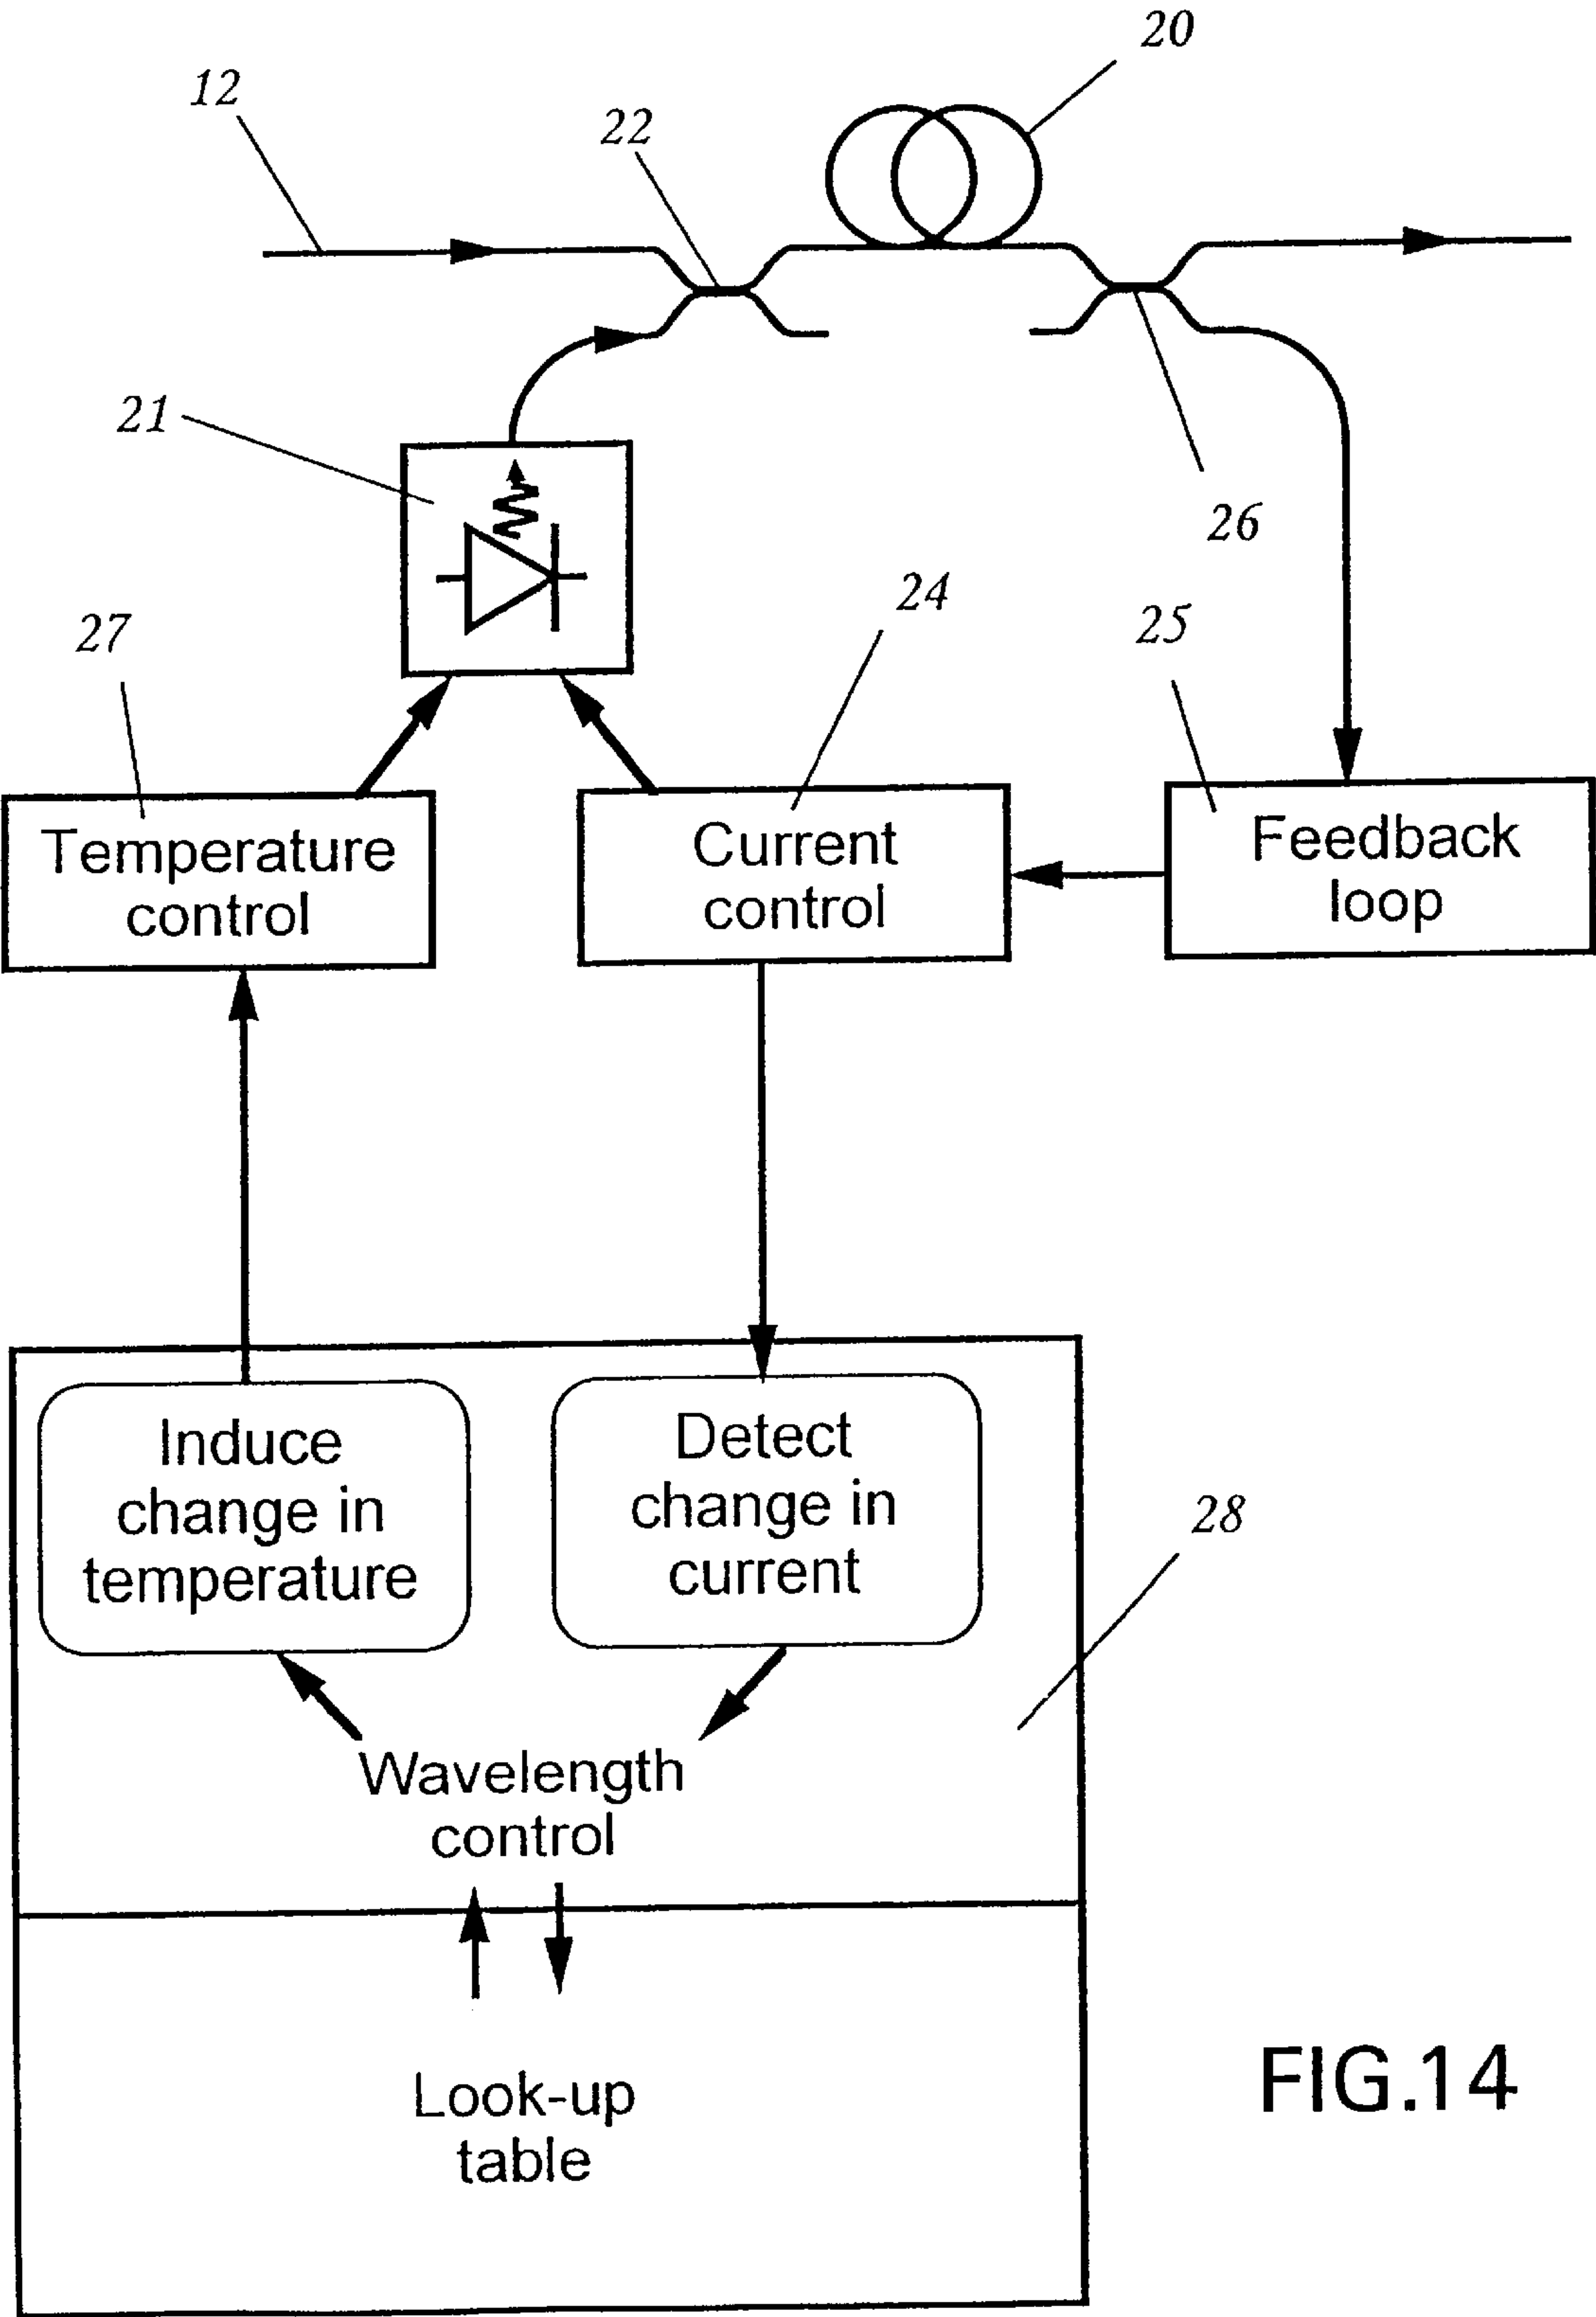 20
12
22
21
26
24
25
27
Temperature
control
Current
control
Feedback
loop
Induce
change in
temperature
Detect
change in
current
28
Wavelength
control
Look-up
table
FIG.14